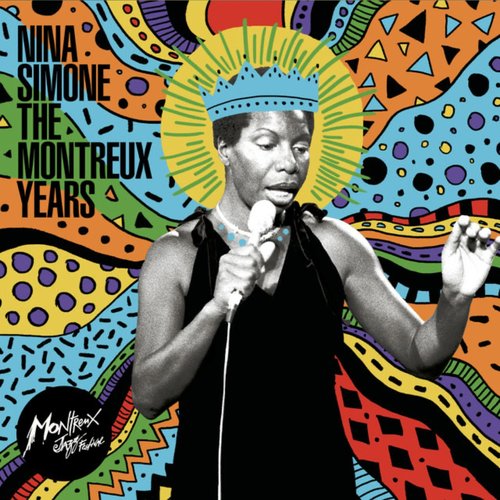 NINA
SIMONE
THE
MONTREUX
YEARS
MONTREUX
JAZZ
FESTIVAL